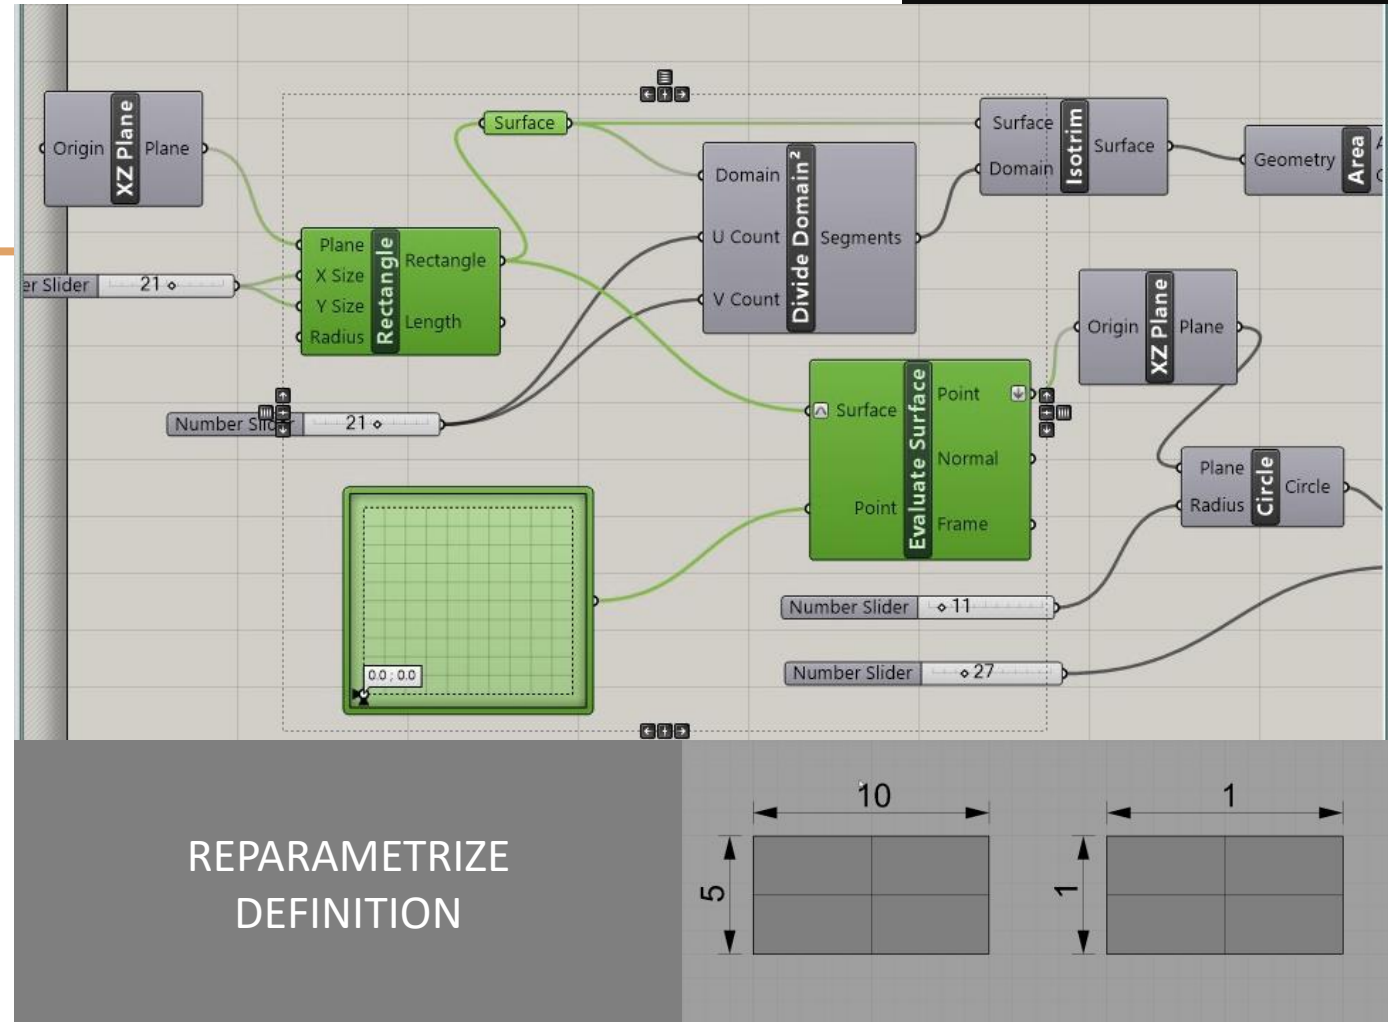 Origin
XZ Plane
Plane
er Slider
21
Plane
X Size
Y Size
Radius
Rectangle
Rectangle
Length
Surface
Domain
U Count
V Count
Divide Domain²
Segments
Surface
Domain
Isotrim
Surface
Geometry
Area
Number
21
Surface
Point
Evaluate Surface
Point
Normal
Frame
Origin
XZ Plane
Plane
Plane
Radius
Circle
Circle
0.0 ; 0.0
Number Slider
11
Number Slider
27
REPARAMETRIZE
DEFINITION
10
5
1
1